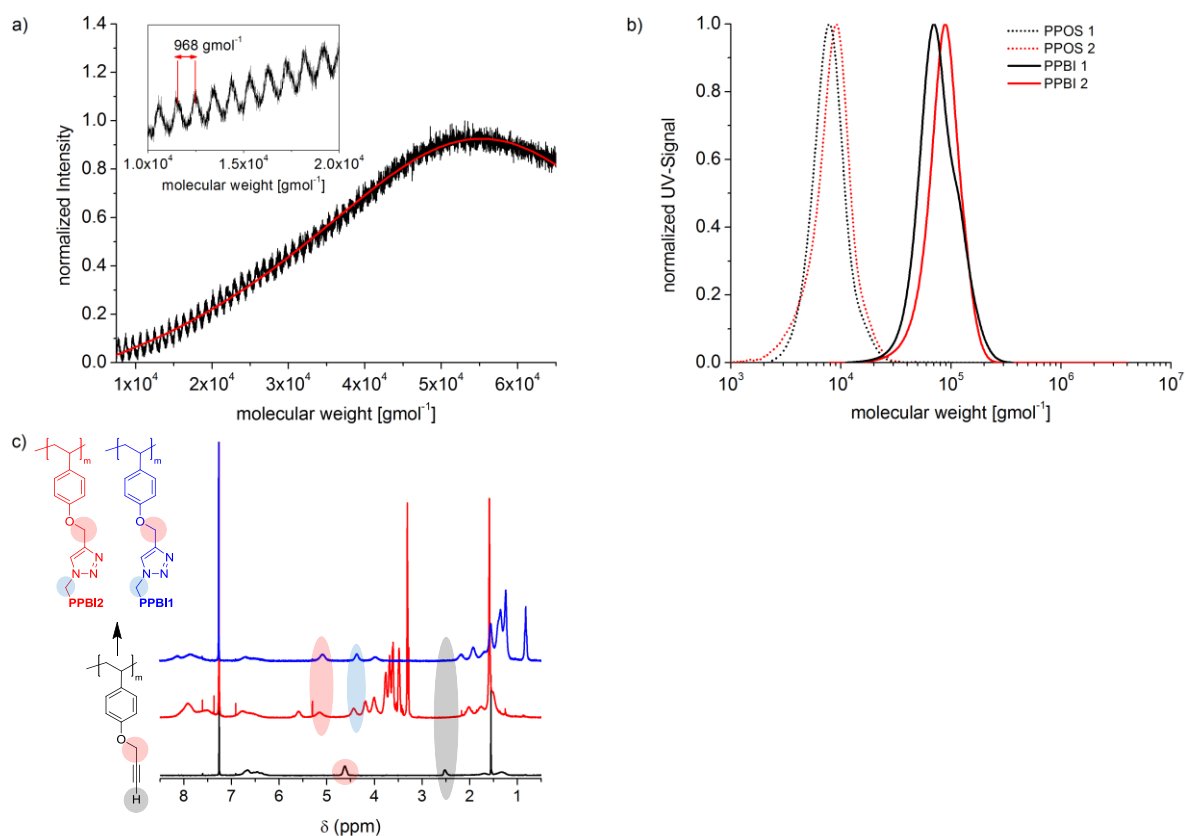 a)
1.4
1.2
1.0
0.8
0.6
0.4
0.2
0.0
normalized Intensity
968 gmol⁻¹
1.0x10⁴ 1.5x10⁴ 2.0x10⁴
molecular weight [gmol⁻¹]
1x10⁴ 2x10⁴ 3x10⁴ 4x10⁴ 5x10⁴ 6x10⁴
molecular weight [gmol⁻¹]
b)
1.0
0.8
0.6
0.4
0.2
0.0
normalized UV-Signal
PPOS 1
PPOS 2
PPBI 1
PPBI 2
10³ 10⁴ 10⁵ 10⁶ 10⁷
molecular weight [gmol⁻¹]
c)
m m
O O
N N
N N N N
PPBI2 PPBI1
m
O
H
8 7 6 5 4 3 2 1
δ (ppm)